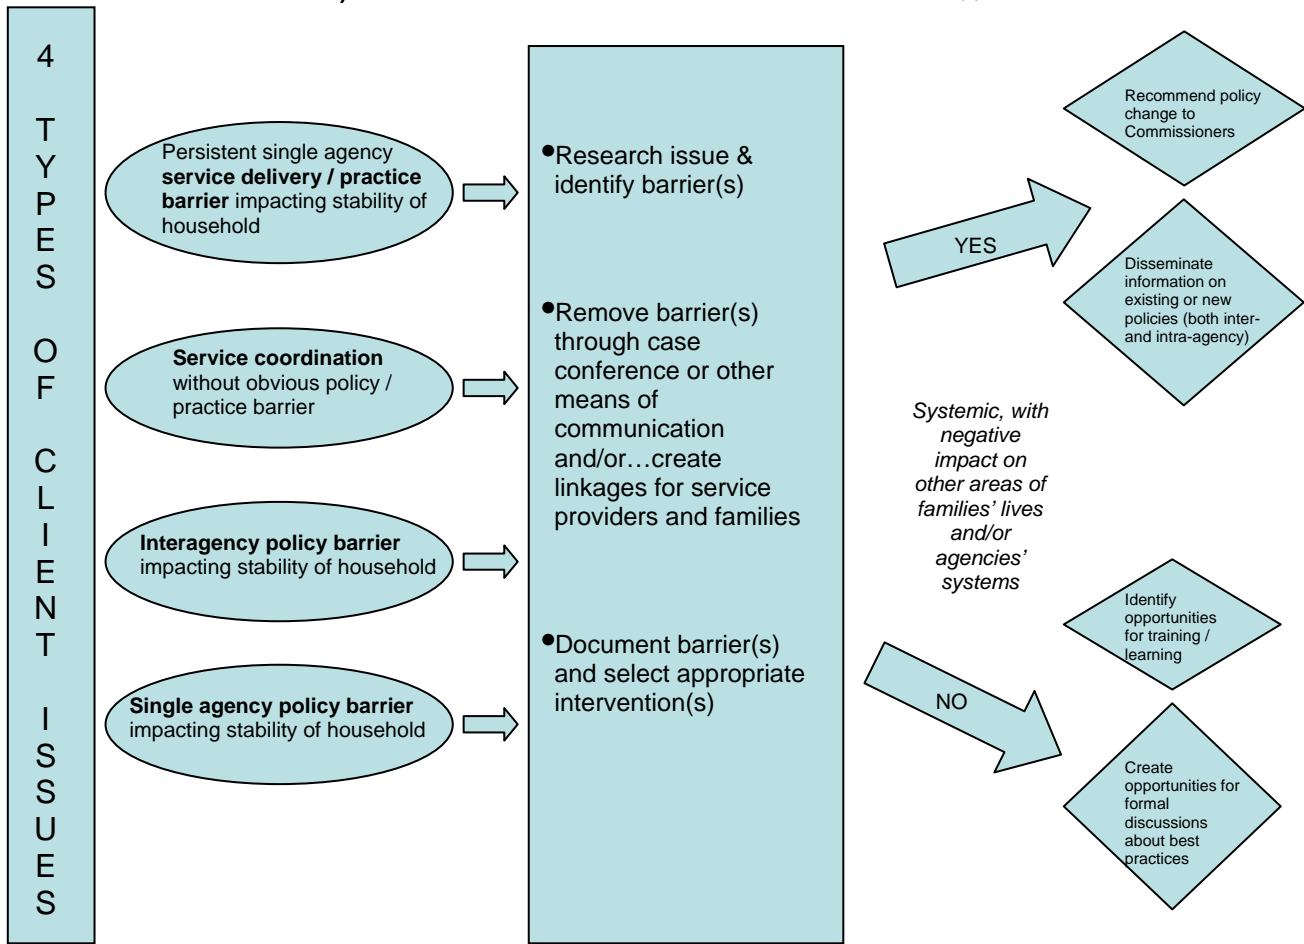 4
T
Y
P
E
S
O
F
C
L
I
E
N
T
I
S
S
U
E
S
Persistent single agency
service delivery / practice
barrier impacting stability of
household
Service coordination
without obvious policy /
practice barrier
Interagency policy barrier
impacting stability of household
Single agency policy barrier
impacting stability of household
•Research issue &
identify barrier(s)
•Remove barrier(s)
through case
conference or other
means of
communication
and/or…create
linkages for service
providers and families
•Document barrier(s)
and select appropriate
intervention(s)
YES
Systemic, with
negative
impact on
other areas of
families’ lives
and/or
agencies’
systems
NO
Recommend policy
change to
Commissioners
Disseminate
information on
existing or new
policies (both inter-
and intra-agency)
Identify
opportunities
for training /
learning
Create
opportunities for
formal
discussions
about best
practices